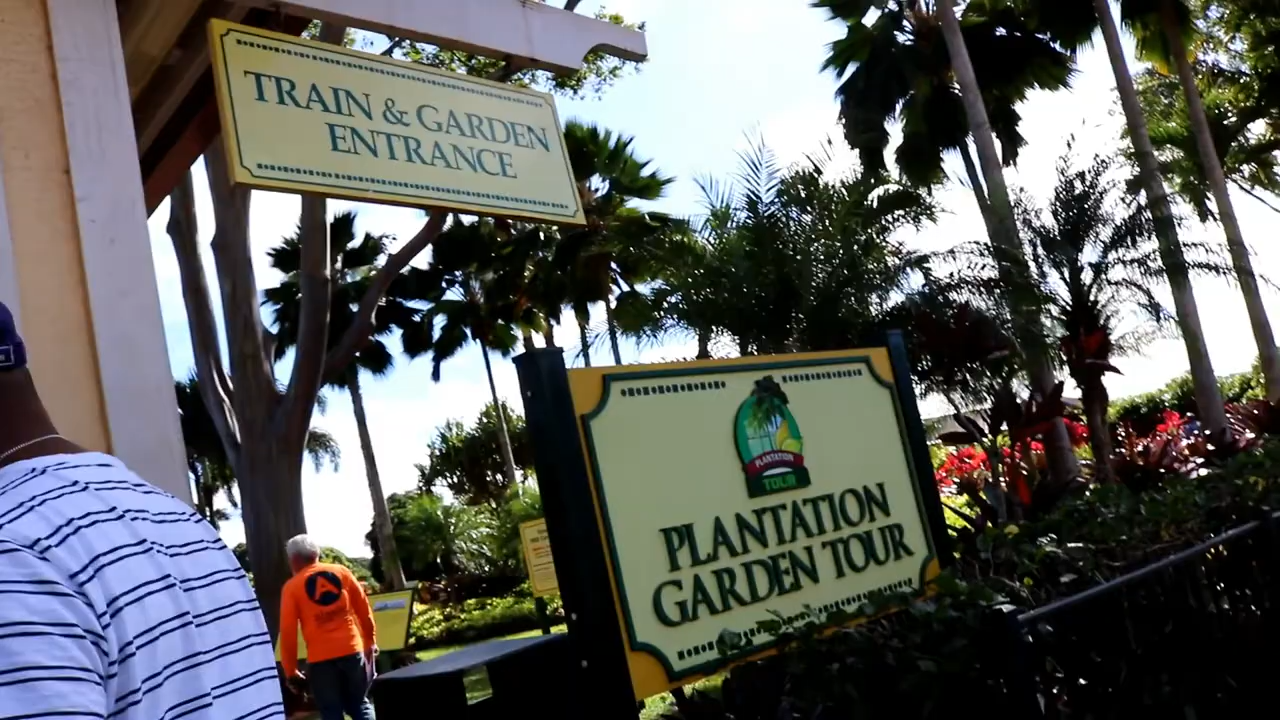 TRAIN & GARDEN
ENTRANCE
PLANTATION
TOUR
PLANTATION
GARDEN TOUR